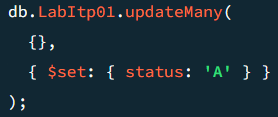 db.LabItp01.updateMany(
  {},
  { $set: { status: 'A' } }
);